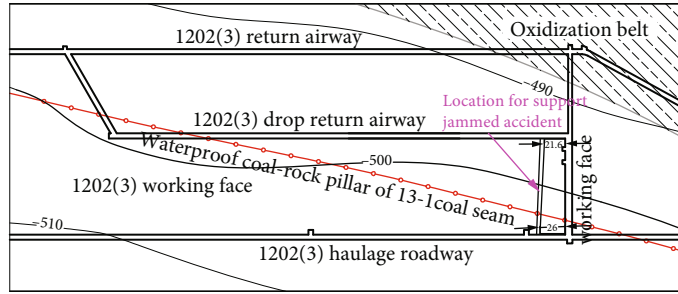 Oxidization belt
1202(3) return airway
−490
Location for support
jammed accident
1202(3) drop return airway
21.6
Waterproof coal-rock pillar of 13-1coal seam
−500
working face
1202(3) working face
−510
26
1202(3) haulage roadway